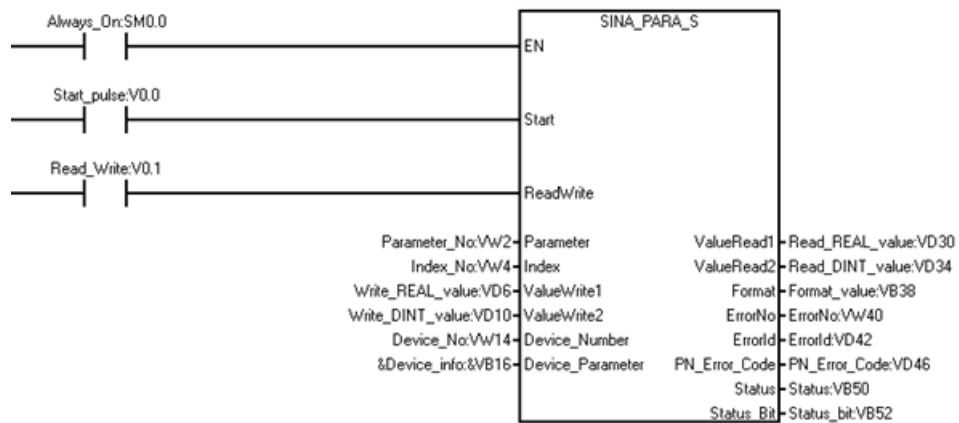 Always_On:SM0.0
SINA_PARA_S
EN
Start_pulse:V0.0
Start
Read_Write:V0.1
ReadWrite
Parameter_No:VW2 Parameter ValueRead1 Read_REAL_value:VD30
Index_No:VW4 Index ValueRead2 Read_DINT_value:VD34
Write_REAL_value:VD6 ValueWrite1 Format Format_value:VB38
Write_DINT_value:VD10 ValueWrite2 ErrorNo ErrorNo:VW40
Device_No:VW14 Device_Number ErrorId ErrorId:VD42
&Device_info:&VB16 Device_Parameter PN_Error_Code PN_Error_Code:VD46
Status Status:VB50
Status_Bit Status_bit:VB52